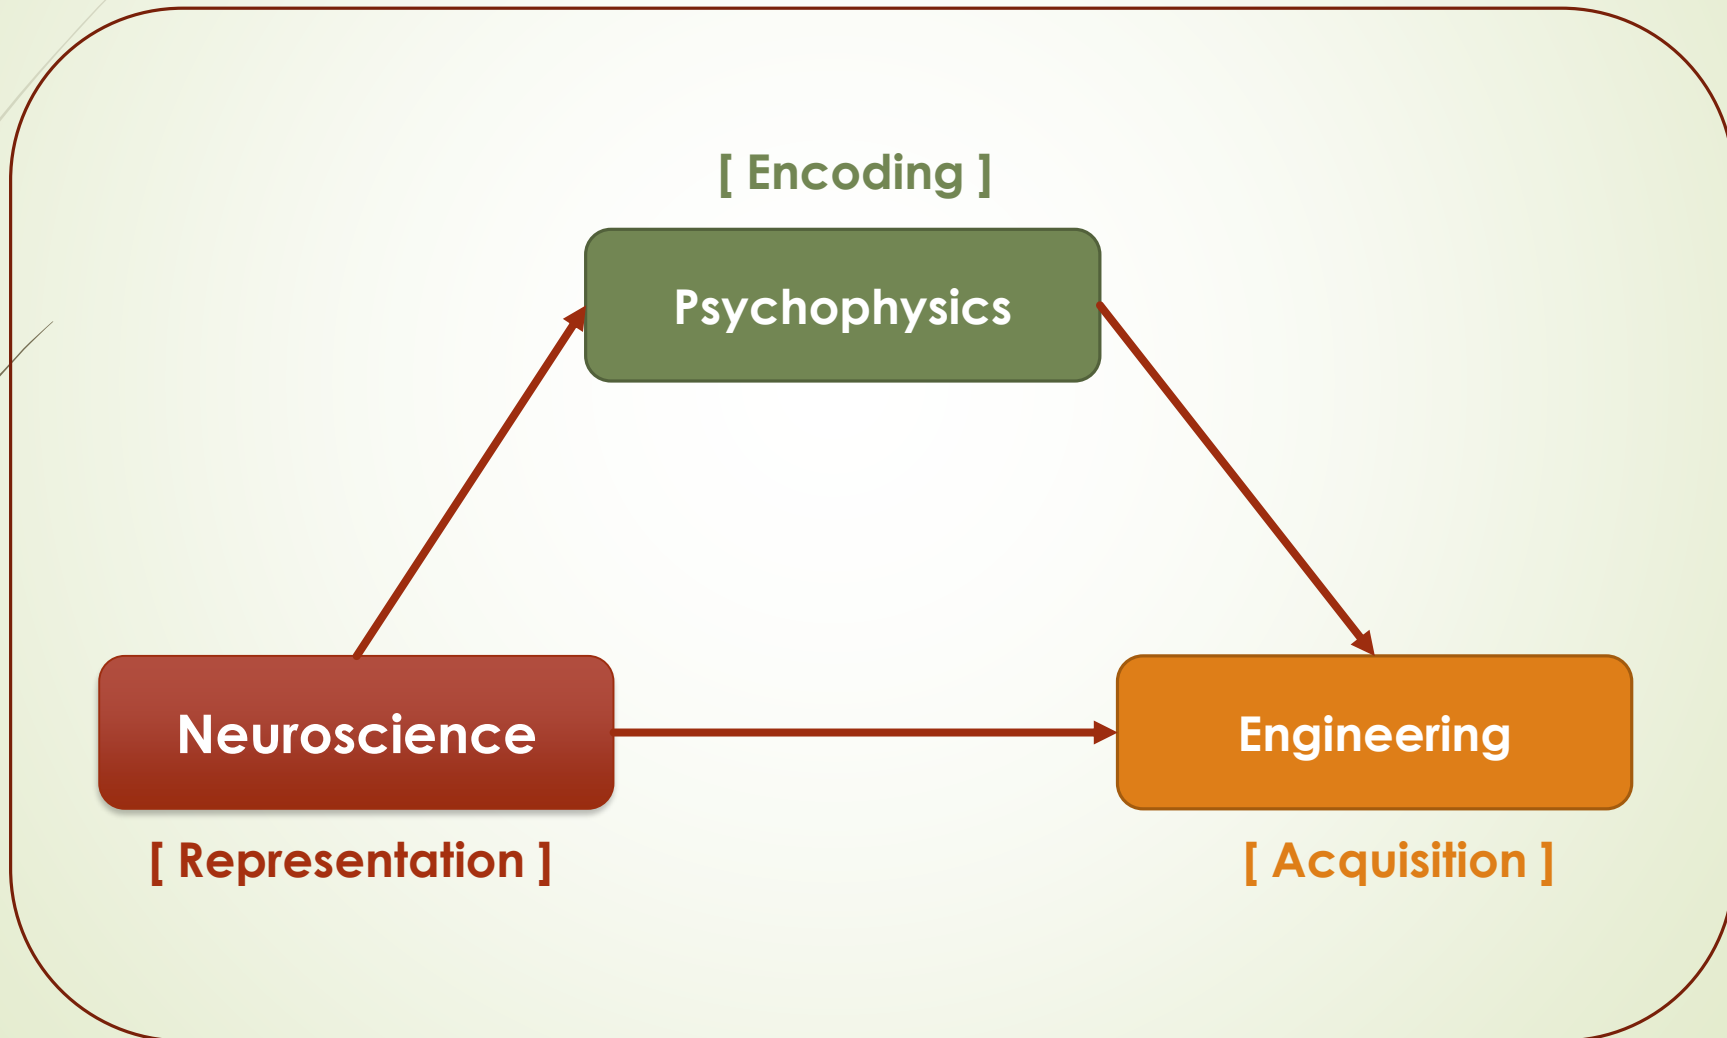 [ Encoding ]
Psychophysics
Neuroscience
Engineering
[ Representation ]
[ Acquisition ]